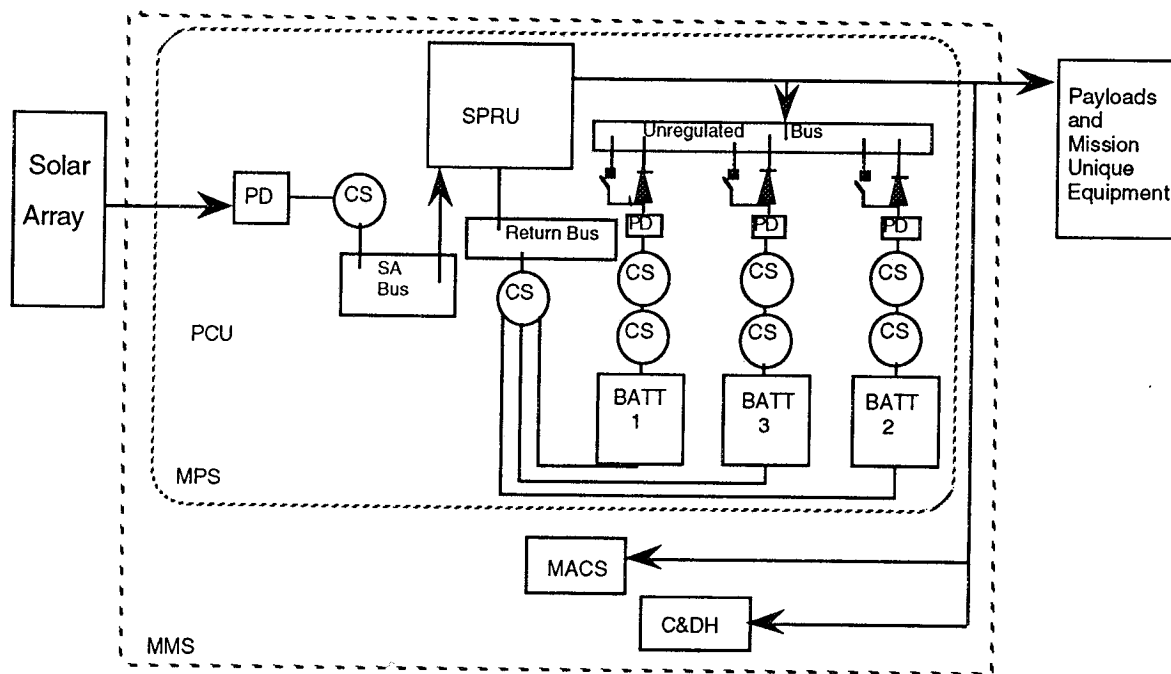 Solar
Array
PD
CS
SA
Bus
SPRU
Return Bus
CS
Unregulated Bus
PD
PD
PD
CS
CS
CS
CS
CS
CS
BATT
1
BATT
3
BATT
2
Payloads
and
Mission
Unique
Equipment
PCU
MPS
MACS
C&DH
MMS